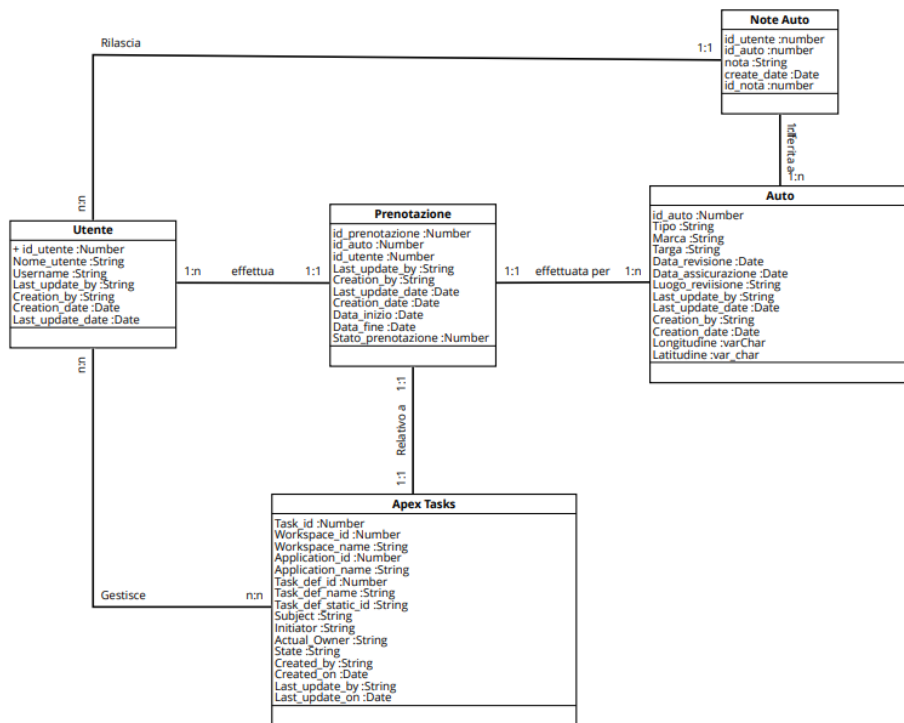 Note Auto
id_utente :number
id_auto :number
nota :String
create_date :Date
id_nota :number
Rilascia
1:1
1:n
n:n
Utente
+ id_utente :Number
Nome_utente :String
Username :String
Last_update_by :String
Creation_by :String
Creation_date :Date
Last_update_date :Date
1:n
effettua
1:1
Prenotazione
id_prenotazione :Number
id_auto :Number
id_utente :Number
Last_update_by :String
Creation_by :String
Last_update_date :Date
Creation_date :Date
Data_inizio :Date
Data_fine :Date
Stato_prenotazione :Number
1:1
effettuata per
1:n
Auto
id_auto :Number
Tipo :String
Marca :String
Targa :String
Data_revisione :Date
Data_assicurazione :Date
Luogo_reviisione :String
Last_update_by :String
Last_update_date :Date
Creation_by :String
Creation_date :Date
Longitudine :varChar
Latitudine :var_char
n:n
1:1
Relativo a
1:1
Gestisce
n:n
Apex Tasks
Task_id :Number
Workspace_id :Number
Workspace_name :String
Application_id :Number
Application_name :String
Task_def_id :Number
Task_def_name :String
Task_def_static_id :String
Subject :String
Initiator :String
Actual_Owner :String
State :String
Created_by :String
Created_on :Date
Last_update_by :String
Last_update_on :Date